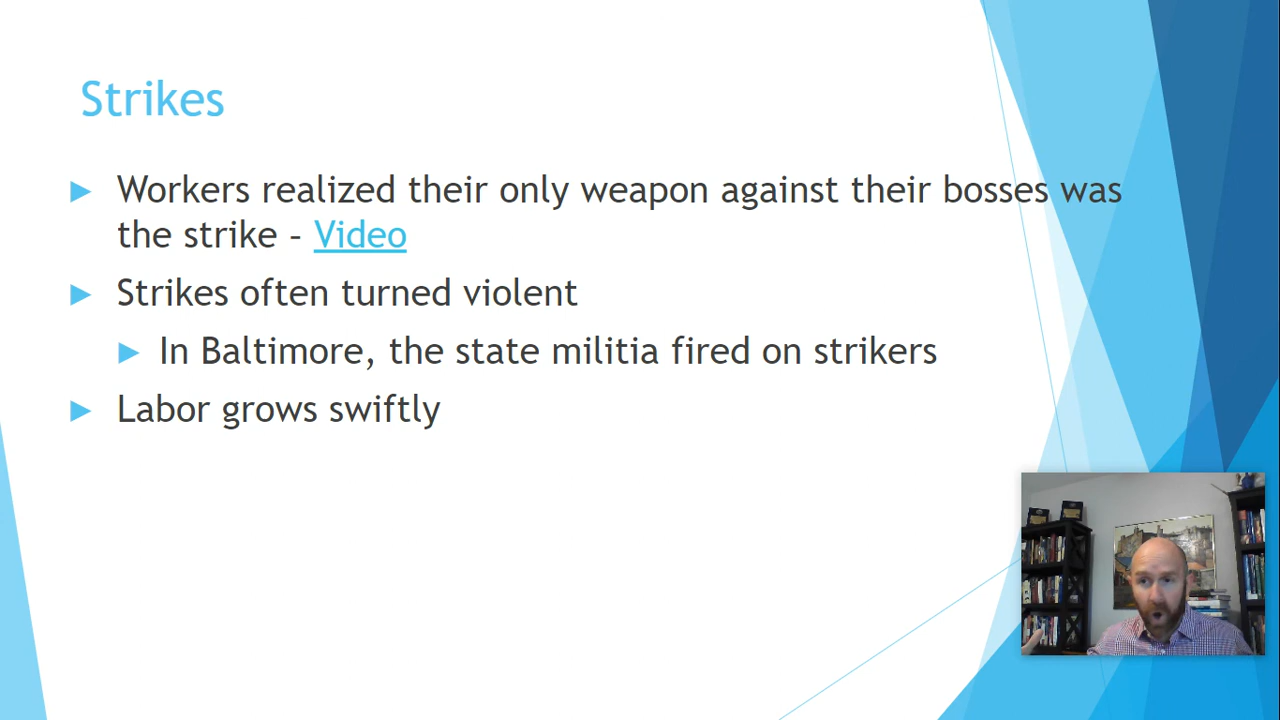 Strikes
Workers realized their only weapon against their bosses was
the strike – Video
Strikes often turned violent
In Baltimore, the state militia fired on strikers
Labor grows swiftly